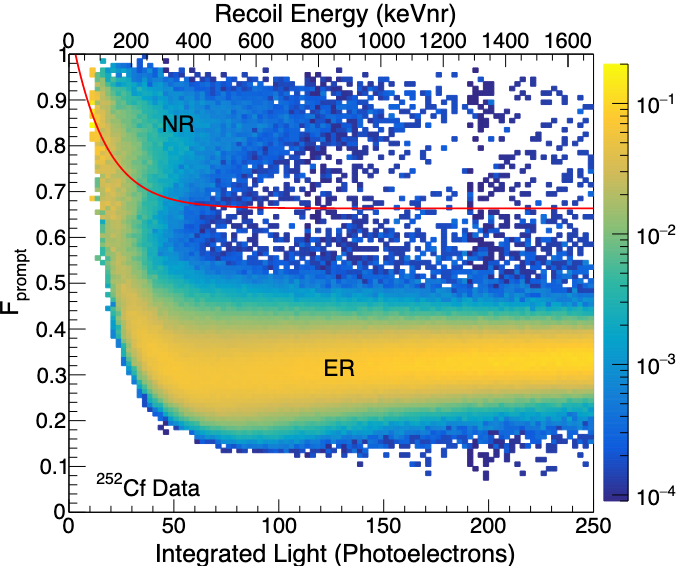 Recoil Energy (keVnr)
0 200 400 600 800 1000 1200 1400 1600
1
0.9
0.8
0.7
0.6
0.5
0.4
0.3
0.2
0.1
0
F_prompt
NR
ER
²⁵²Cf Data
10⁻¹
10⁻²
10⁻³
10⁻⁴
0 50 100 150 200 250
Integrated Light (Photoelectrons)